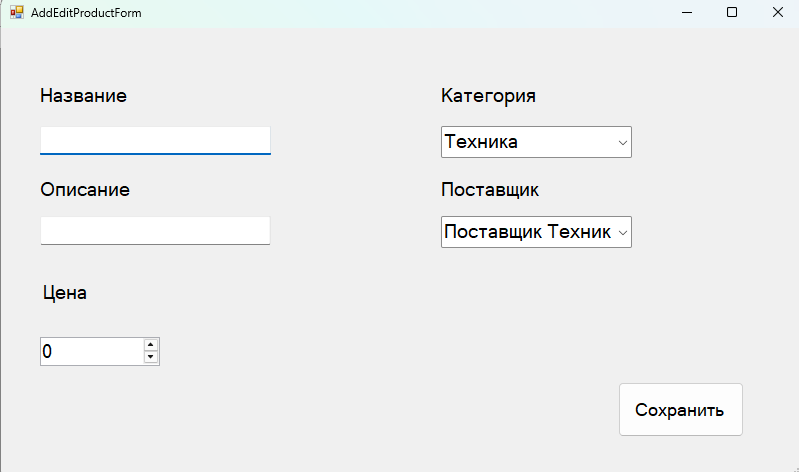 AddEditProductForm
Название
Категория
Техника
Описание
Поставщик
Поставщик Техник
Цена
0
Сохранить